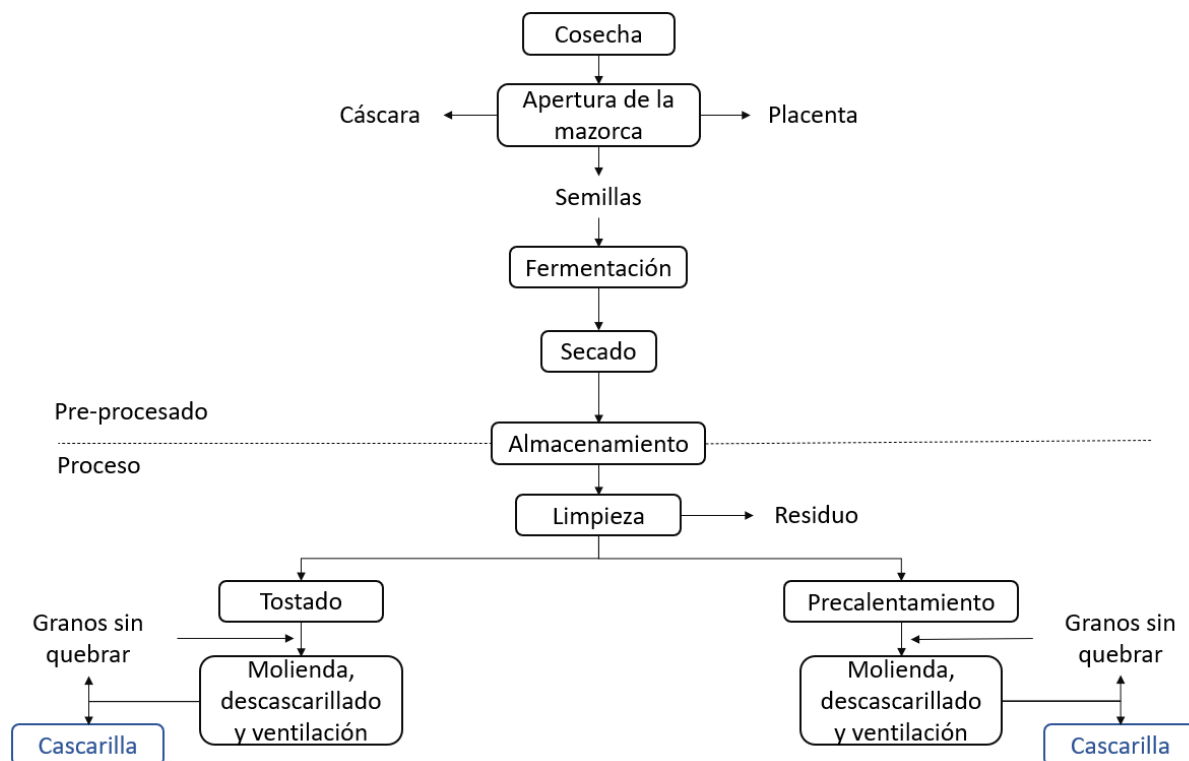 Cosecha
Cáscara
Apertura de la
mazorca
Placenta
Semillas
Fermentación
Secado
Pre-procesado
Almacenamiento
Proceso
Limpieza
Residuo
Tostado
Precalentamiento
Granos sin
quebrar
Molienda,
descascarillado
y ventilación
Molienda,
descascarillado
y ventilación
Granos sin
quebrar
Cascarilla
Cascarilla